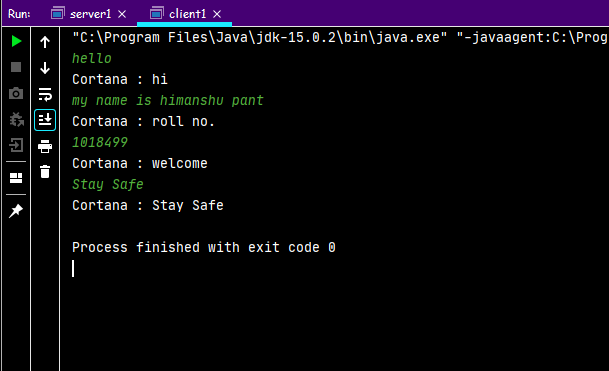 Run: server1 × client1 ×
"C:\Program Files\Java\jdk-15.0.2\bin\java.exe" "-javaagent:C:\Prog
hello
Cortana : hi
my name is himanshu pant
Cortana : roll no.
1018499
Cortana : welcome
Stay Safe
Cortana : Stay Safe
Process finished with exit code 0